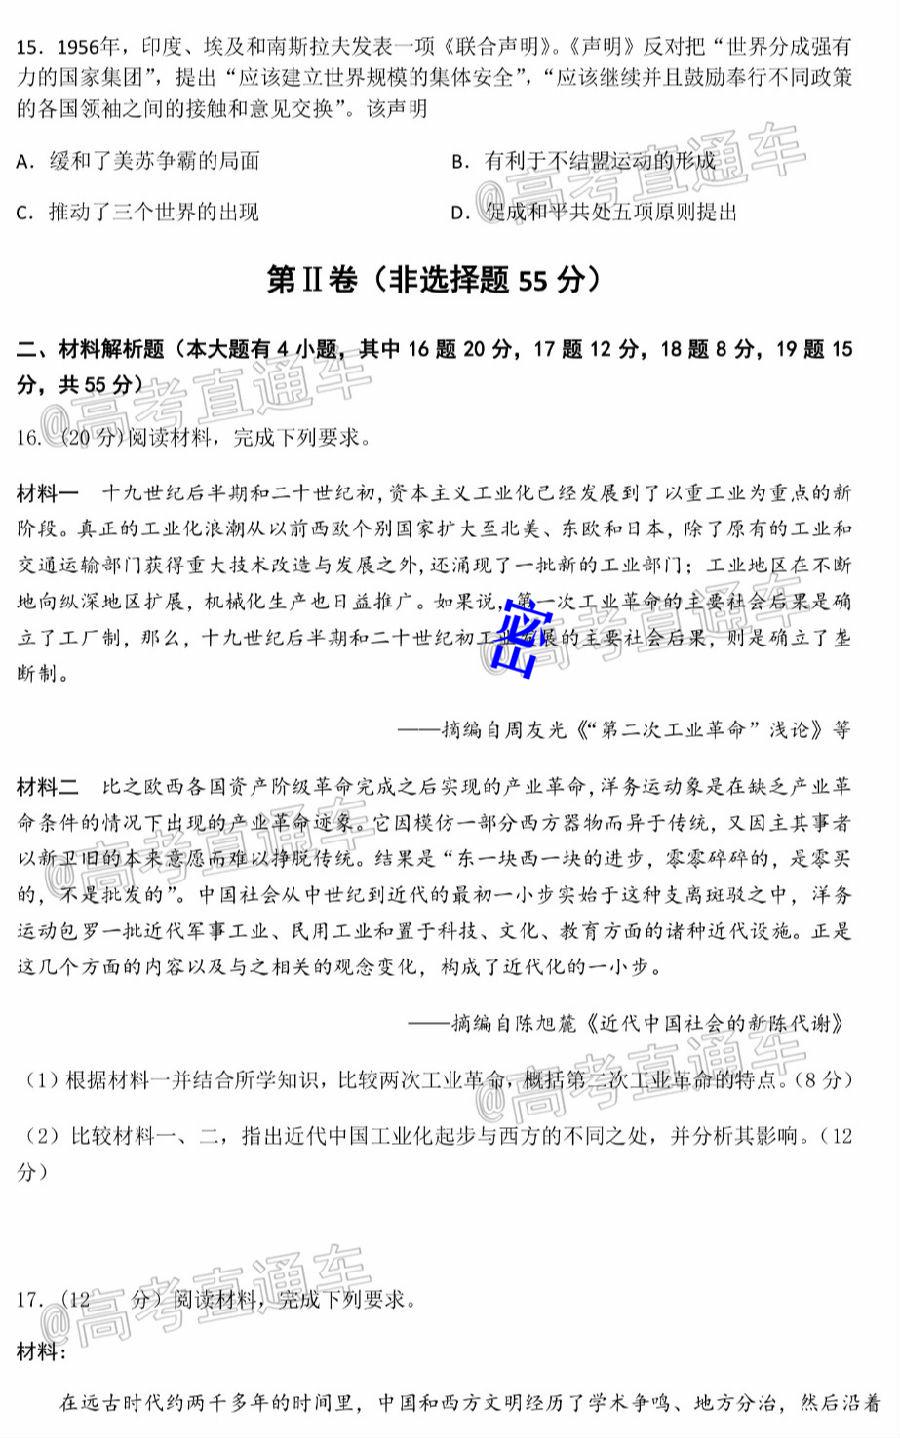 15．1956年，印度、埃及和南斯拉夫发表一项《联合声明》。《声明》反对把“世界分成强有
力的国家集团”，提出“应该建立世界规模的集体安全”，“应该继续并且鼓励奉行不同政策
的各国领袖之间的接触和意见交换”。该声明
A．缓和了美苏争霸的局面
B．有利于不结盟运动的形成
C．推动了三个世界的出现
D．促成和平共处五项原则提出
@高考直通车
第Ⅱ卷（非选择题 55 分）
二、材料解析题（本大题有 4 小题，其中 16 题 20 分，17 题 12 分，18 题 8 分，19 题 15
分，共 55 分）
@高考直通车
16.（20 分)阅读材料，完成下列要求。
材料一 十九世纪后半期和二十世纪初，资本主义工业化已经发展到了以重工业为重点的新
阶段。真正的工业化浪潮从以前西欧个别国家扩大至北美、东欧和日本，除了原有的工业和
交通运输部门获得重大技术改造与发展之外，还涌现了一批新的工业部门；工业地区在不断
地向纵深地区扩展，机械化生产也日益推广。如果说，第一次工业革命的主要社会后果是确
立了工厂制，那么，十九世纪后半期和二十世纪初工业发展的主要社会后果，则是确立了垄
断制。
密
@高考直通车
——摘编自周友光《“第二次工业革命”浅论》等
材料二 比之欧西各国资产阶级革命完成之后实现的产业革命，洋务运动象是在缺乏产业革
命条件的情况下出现的产业革命迹象。它因模仿一部分西方器物而异于传统，又因主其事者
以新卫旧的本来意愿而难以挣脱传统。结果是“东一块西一块的进步，零零碎碎的，是零买
的，不是批发的”。中国社会从中世纪到近代的最初一小步实始于这种支离斑驳之中，洋务
运动包罗一批近代军事工业、民用工业和置于科技、文化、教育方面的诸种近代设施。正是
这几个方面的内容以及与之相关的观念变化，构成了近代化的一小步。
@高考直通车
——摘编自陈旭麓《近代中国社会的新陈代谢》
（1）根据材料一并结合所学知识，比较两次工业革命，概括第二次工业革命的特点。（8 分）
@高考直通车
（2）比较材料一、二，指出近代中国工业化起步与西方的不同之处，并分析其影响。（12
分）
17．（12 分）阅读材料，完成下列要求。
@高考直通车
材料：
在远古时代约两千多年的时间里，中国和西方文明经历了学术争鸣、地方分治，然后沿着